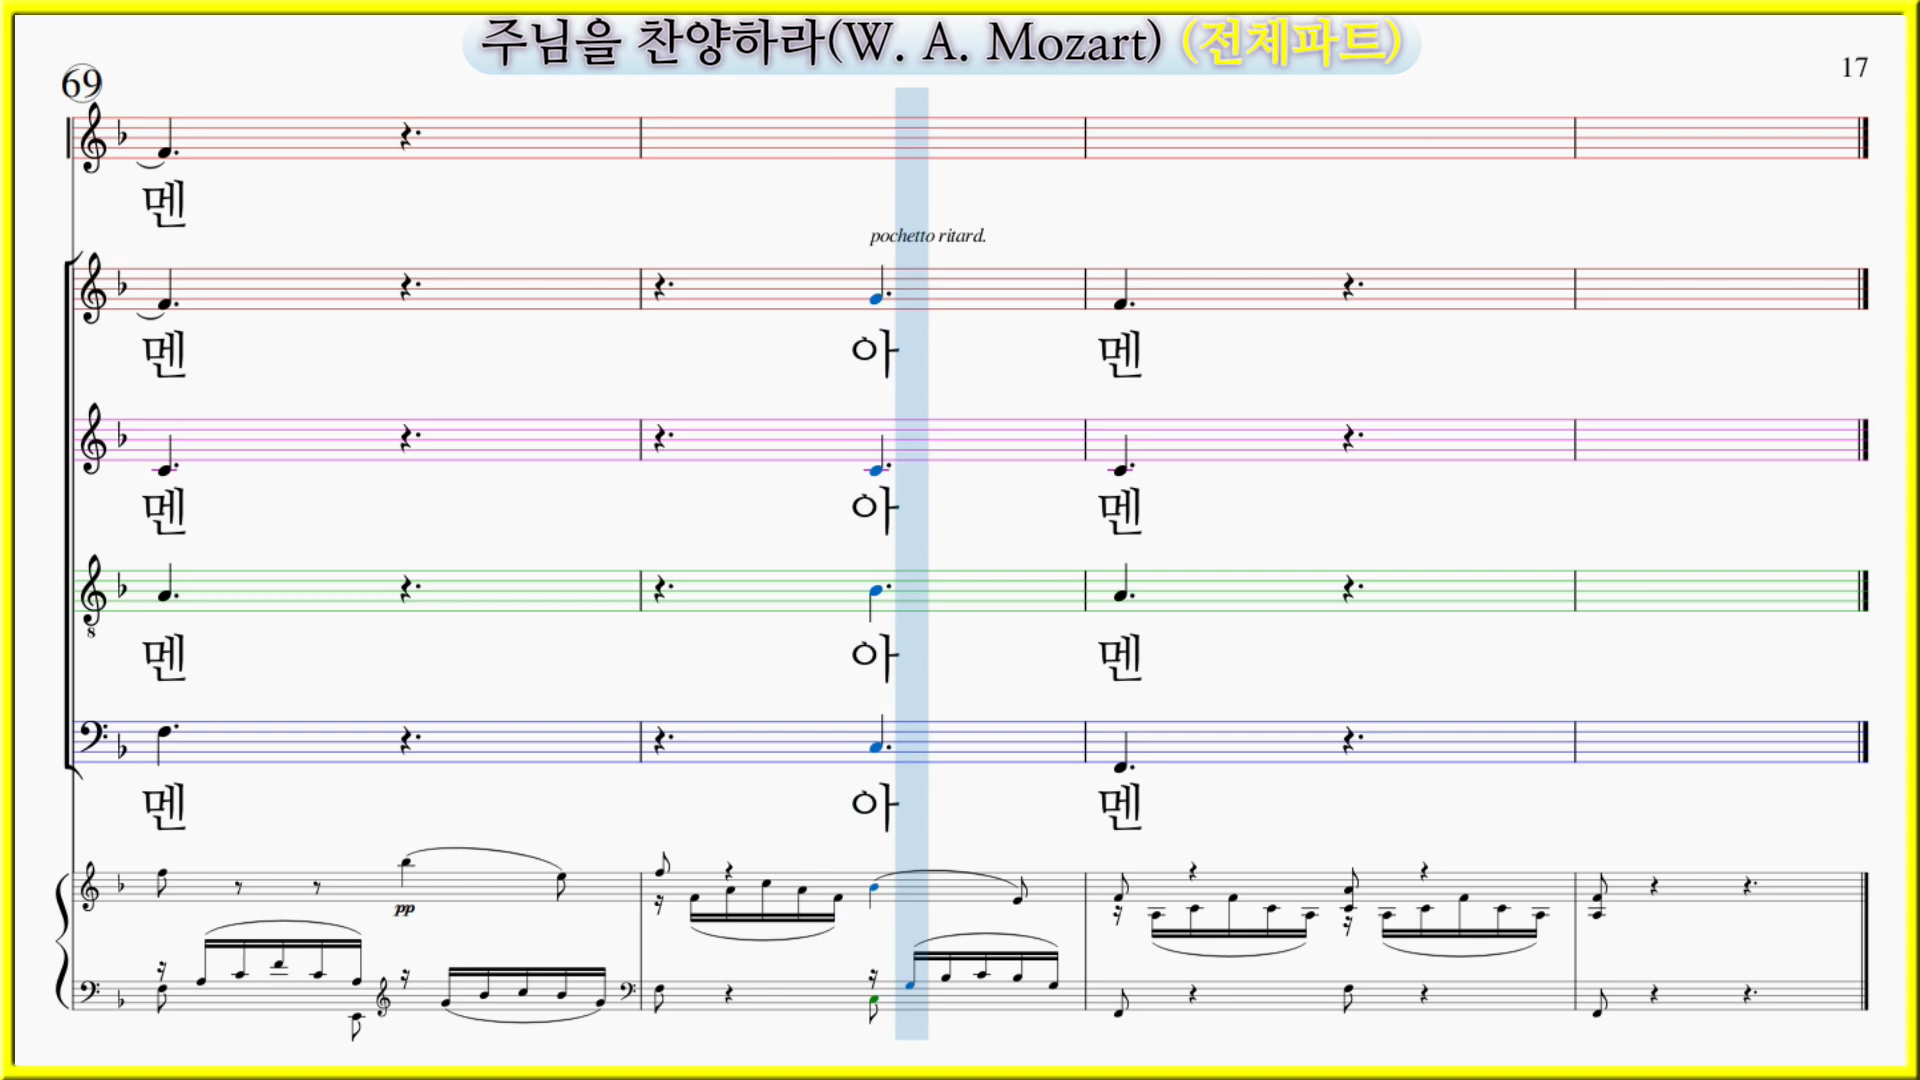 주님을 찬양하라(W. A. Mozart) (전체파트)
69
17
멘
pochetto ritard.
멘 아 멘
멘 아 멘
8
멘 아 멘
멘 아 멘
pp